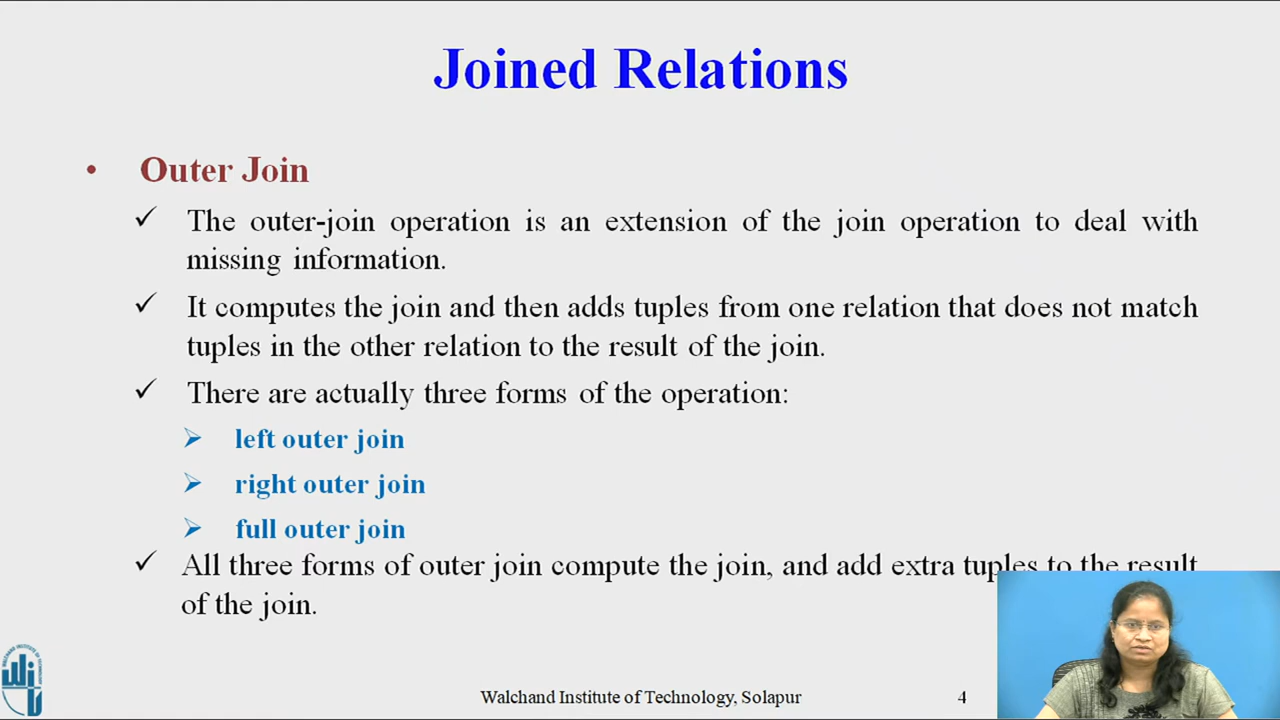 Joined Relations
• Outer Join
✓ The outer-join operation is an extension of the join operation to deal with
missing information.
✓ It computes the join and then adds tuples from one relation that does not match
tuples in the other relation to the result of the join.
✓ There are actually three forms of the operation:
➢ left outer join
➢ right outer join
➢ full outer join
✓ All three forms of outer join compute the join, and add extra tuples to the result
of the join.
Walchand Institute of Technology, Solapur
4